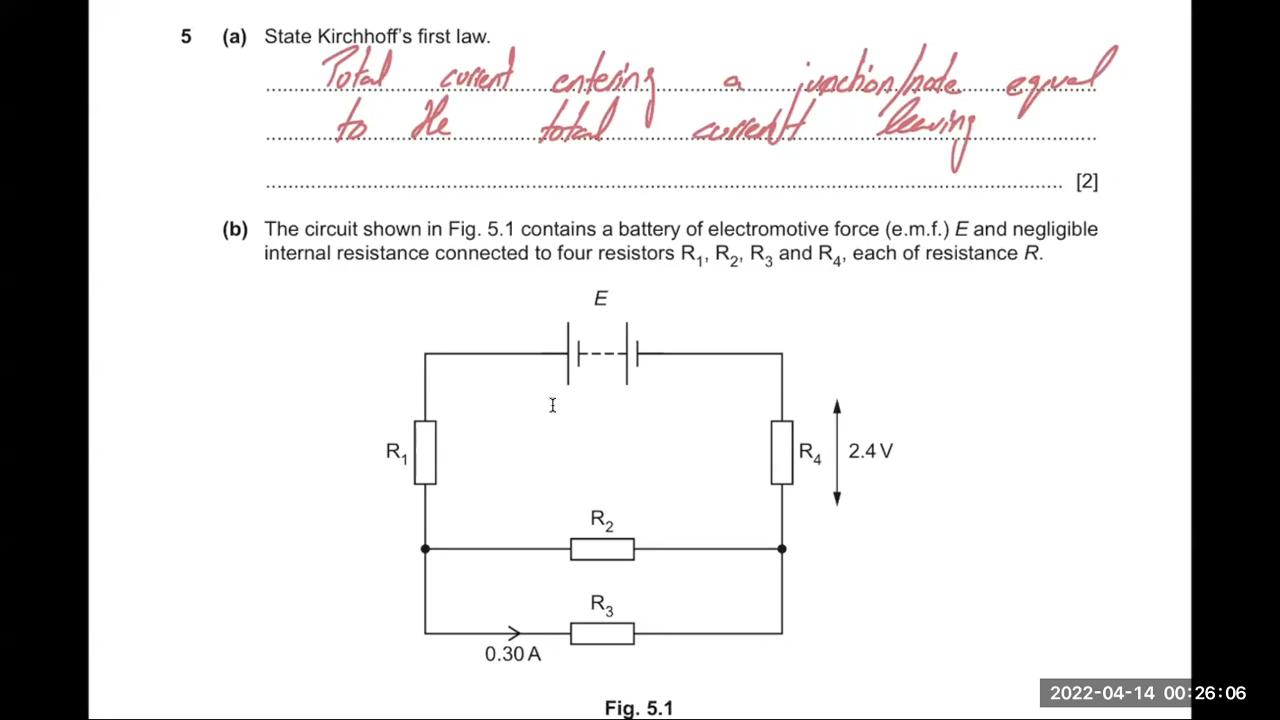 5 (a) State Kirchhoff's first law.
Total current entering a junction/node equal
to the total current leaving
[2]
(b) The circuit shown in Fig. 5.1 contains a battery of electromotive force (e.m.f.) E and negligible
internal resistance connected to four resistors R1, R2, R3 and R4, each of resistance R.
E
R1
R4
2.4 V
R2
R3
0.30 A
Fig. 5.1
2022-04-14 00:26:06